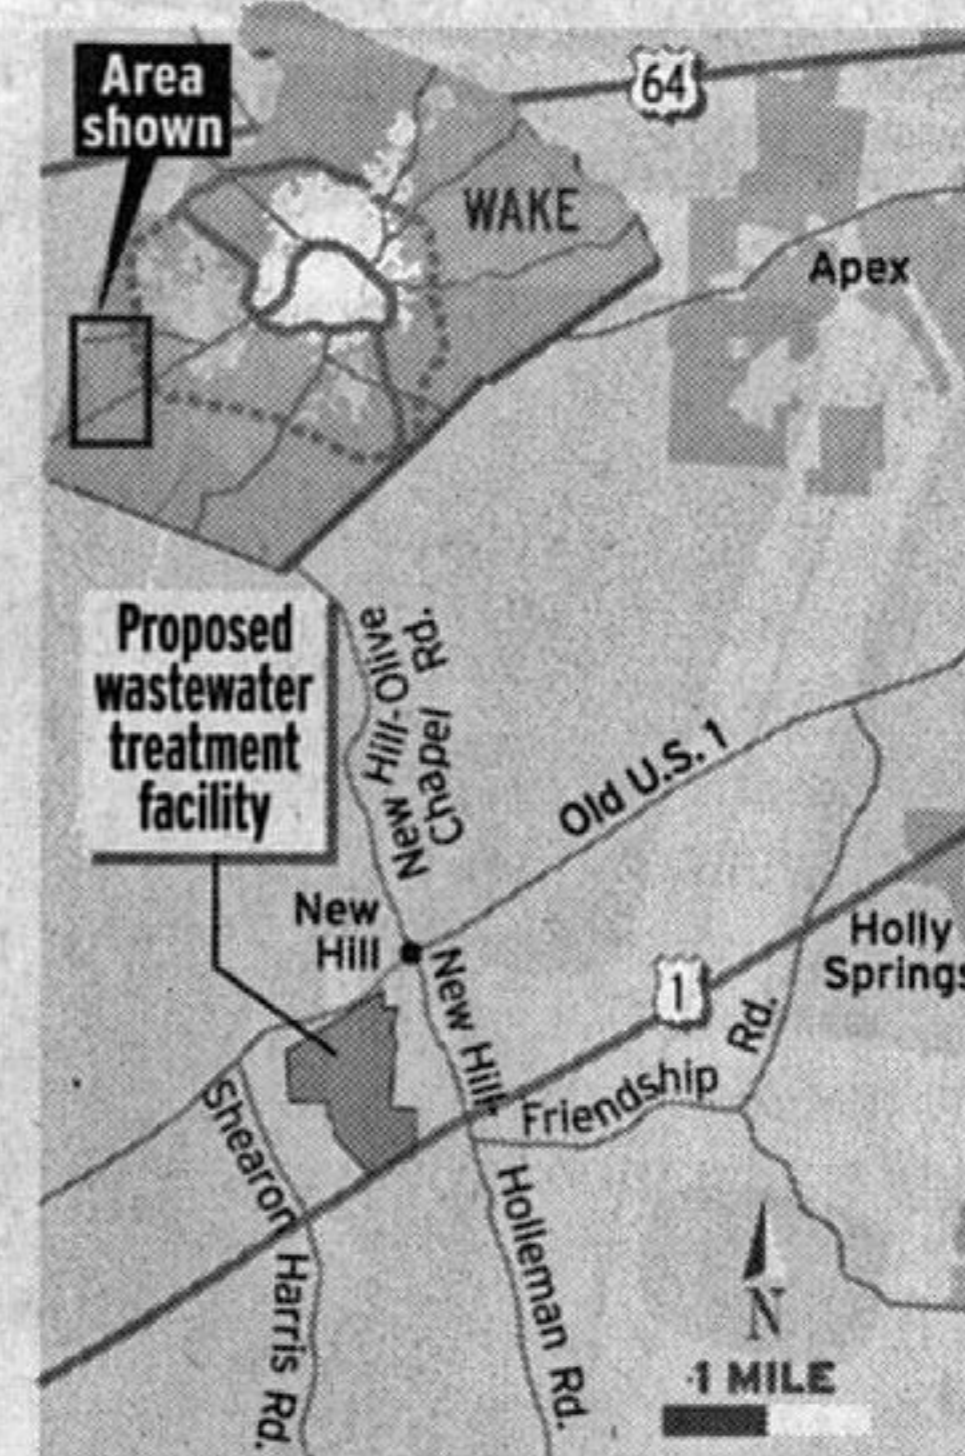 Area
shown
64
WAKE
Apex
Proposed
wastewater
treatment
facility
New Hill-Olive
Chapel Rd.
Old U.S. 1
New
Hill
Holly
Springs
1
New Hill-
Holleman Rd.
Friendship Rd.
Shearon Harris Rd.
N
1 MILE